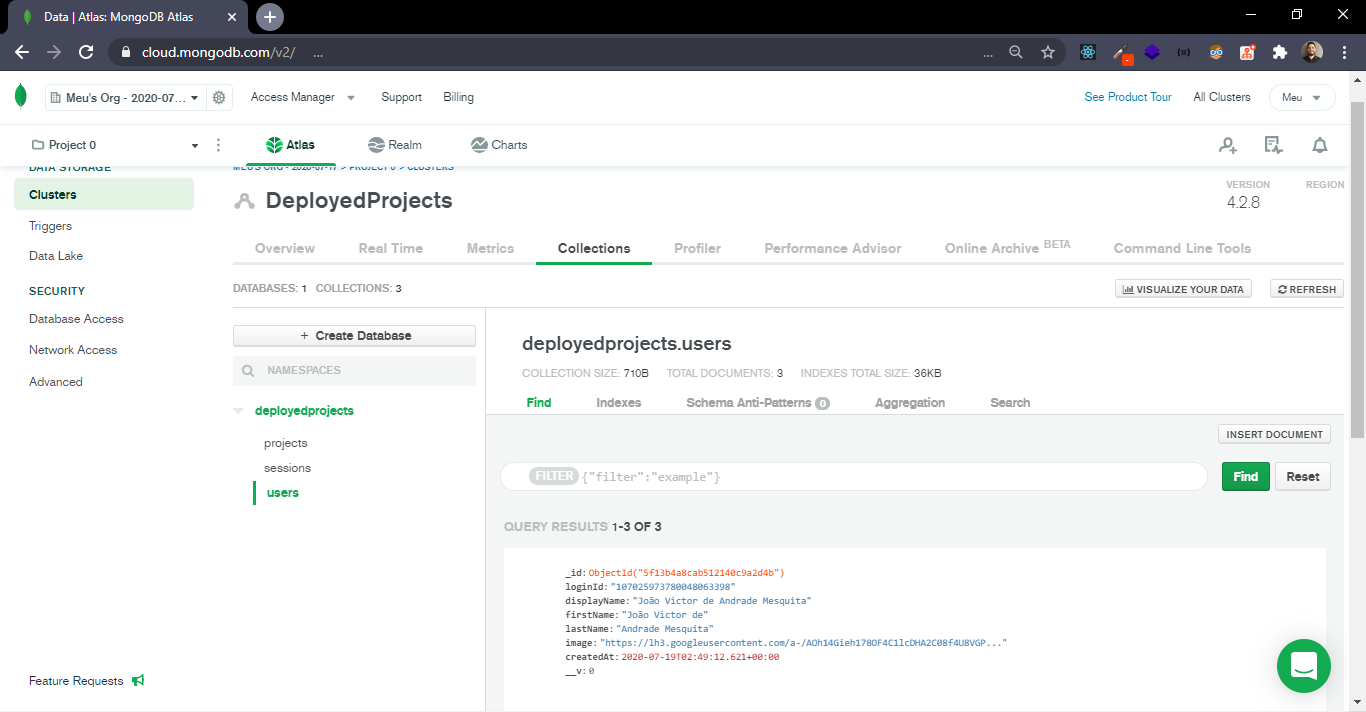 Data | Atlas: MongoDB Atlas
cloud.mongodb.com/v2/ ... ...
Meu's Org - 2020-07... Access Manager Support Billing See Product Tour All Clusters Meu
Project 0 Atlas Realm Charts
DATA STORAGE
Clusters
Triggers
Data Lake
SECURITY
Database Access
Network Access
Advanced
Feature Requests
MEU'S ORG - 2020-07-17 > PROJECT 0 > CLUSTERS
DeployedProjects
VERSION REGION
4.2.8
Overview Real Time Metrics Collections Profiler Performance Advisor Online Archive BETA Command Line Tools
DATABASES: 1 COLLECTIONS: 3 VISUALIZE YOUR DATA REFRESH
+ Create Database
NAMESPACES
deployedprojects
projects
sessions
users
deployedprojects.users
COLLECTION SIZE: 710B TOTAL DOCUMENTS: 3 INDEXES TOTAL SIZE: 36KB
Find Indexes Schema Anti-Patterns 0 Aggregation Search
INSERT DOCUMENT
FILTER {"filter":"example"} Find Reset
QUERY RESULTS 1-3 OF 3
_id: ObjectId("5f13b4a8cab512140c9a2d4b")
loginId: "107025973780048063398"
displayName: "João Victor de Andrade Mesquita"
firstName: "João Victor de"
lastName: "Andrade Mesquita"
image: "https://lh3.googleusercontent.com/a-/AOh14Gieh178OF4C1lcDHA2C08f4U8VGP..."
createdAt: 2020-07-19T02:49:12.621+00:00
__v: 0